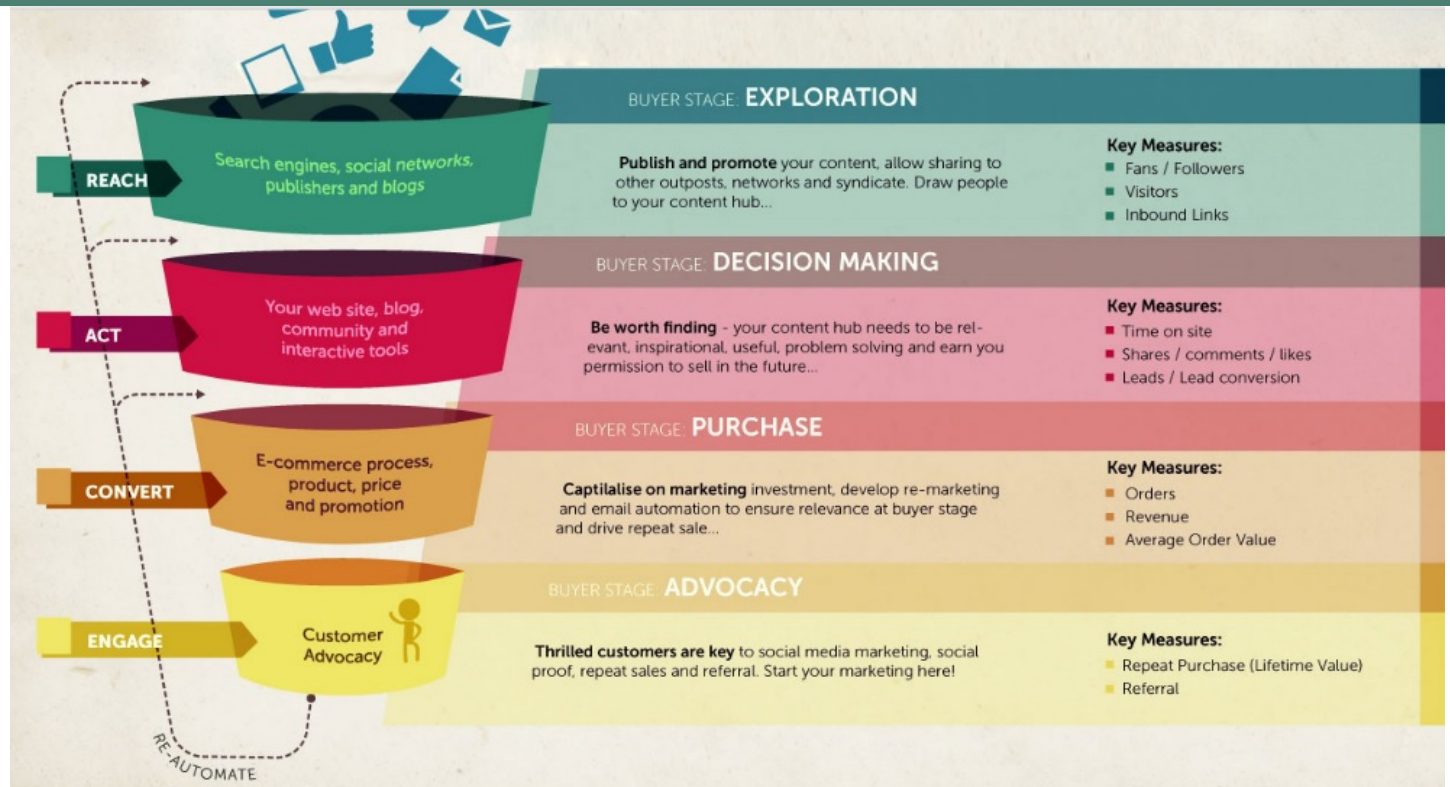 REACH
Search engines, social networks,
publishers and blogs
BUYER STAGE: EXPLORATION
Publish and promote your content, allow sharing to
other outposts, networks and syndicate. Draw people
to your content hub...
Key Measures:
Fans / Followers
Visitors
Inbound Links
ACT
Your web site, blog,
community and
interactive tools
BUYER STAGE: DECISION MAKING
Be worth finding - your content hub needs to be rel-
evant, inspirational, useful, problem solving and earn you
permission to sell in the future...
Key Measures:
Time on site
Shares / comments / likes
Leads / Lead conversion
CONVERT
E-commerce process,
product, price
and promotion
BUYER STAGE: PURCHASE
Captilalise on marketing investment, develop re-marketing
and email automation to ensure relevance at buyer stage
and drive repeat sale...
Key Measures:
Orders
Revenue
Average Order Value
ENGAGE
Customer
Advocacy
BUYER STAGE: ADVOCACY
Thrilled customers are key to social media marketing, social
proof, repeat sales and referral. Start your marketing here!
Key Measures:
Repeat Purchase (Lifetime Value)
Referral
RE-AUTOMATE